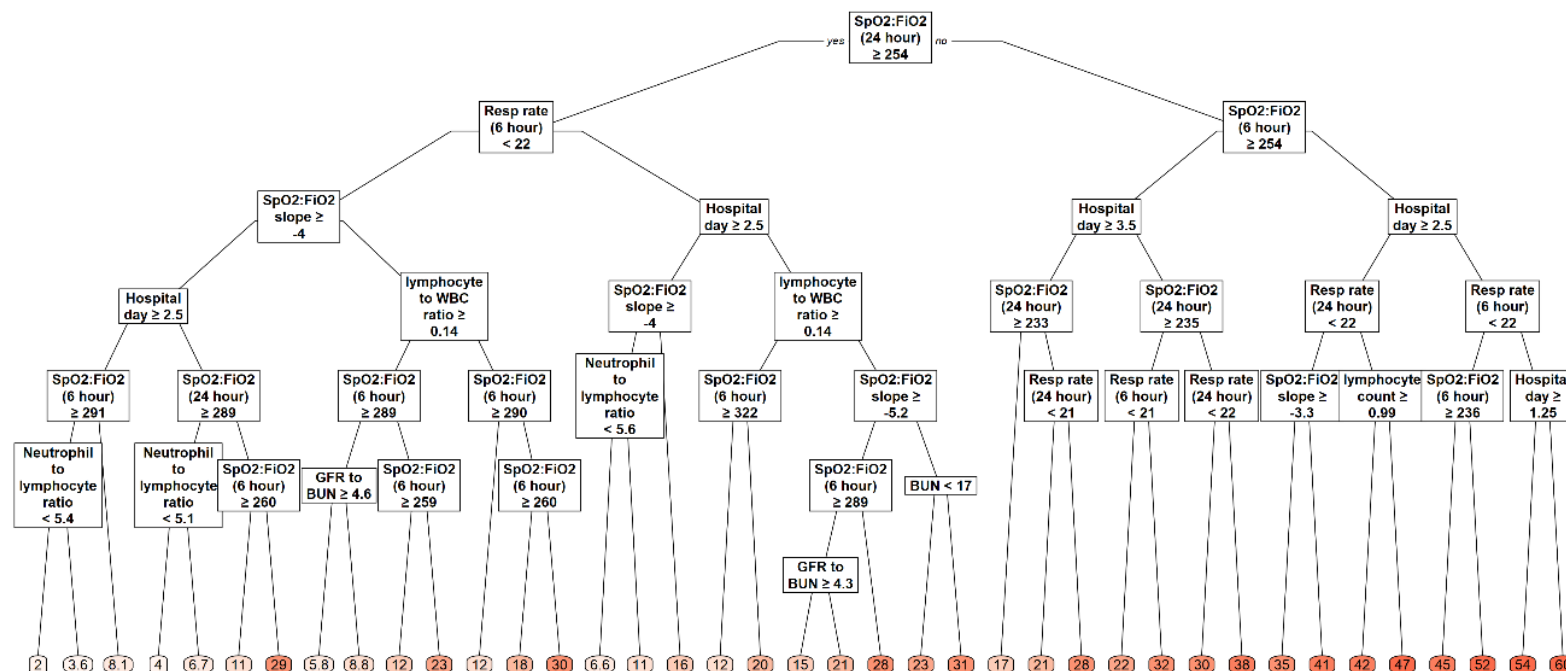 SpO2:FiO2
(24 hour)
≥ 254
yes
no
Resp rate
(6 hour)
< 22
SpO2:FiO2
(6 hour)
≥ 254
SpO2:FiO2
slope ≥
-4
Hospital
day ≥ 2.5
Hospital
day ≥ 3.5
Hospital
day ≥ 2.5
Hospital
day ≥ 2.5
lymphocyte
to WBC
ratio ≥
0.14
SpO2:FiO2
slope ≥
-4
lymphocyte
to WBC
ratio ≥
0.14
SpO2:FiO2
(24 hour)
≥ 233
SpO2:FiO2
(24 hour)
≥ 235
Resp rate
(24 hour)
< 22
Resp rate
(6 hour)
< 22
SpO2:FiO2
(6 hour)
≥ 291
SpO2:FiO2
(24 hour)
≥ 289
SpO2:FiO2
(6 hour)
≥ 289
SpO2:FiO2
(6 hour)
≥ 290
Neutrophil
to
lymphocyte
ratio
< 5.6
SpO2:FiO2
(6 hour)
≥ 322
SpO2:FiO2
slope ≥
-5.2
Resp rate
(24 hour)
< 21
Resp rate
(6 hour)
< 21
Resp rate
(24 hour)
< 22
SpO2:FiO2
slope ≥
-3.3
lymphocyte
count ≥
0.99
SpO2:FiO2
(6 hour)
≥ 236
Hospital
day ≥
1.25
Neutrophil
to
lymphocyte
ratio
< 5.4
Neutrophil
to
lymphocyte
ratio
< 5.1
SpO2:FiO2
(6 hour)
≥ 260
GFR to
BUN ≥ 4.6
SpO2:FiO2
(6 hour)
≥ 259
SpO2:FiO2
(6 hour)
≥ 260
SpO2:FiO2
(6 hour)
≥ 289
BUN < 17
GFR to
BUN ≥ 4.3
2 3.6 8.1 4 6.7 11 29 5.8 8.8 12 23 12 18 30 6.6 11 16 12 20 15 21 28 23 31 17 21 28 22 32 30 38 35 41 42 47 45 52 54